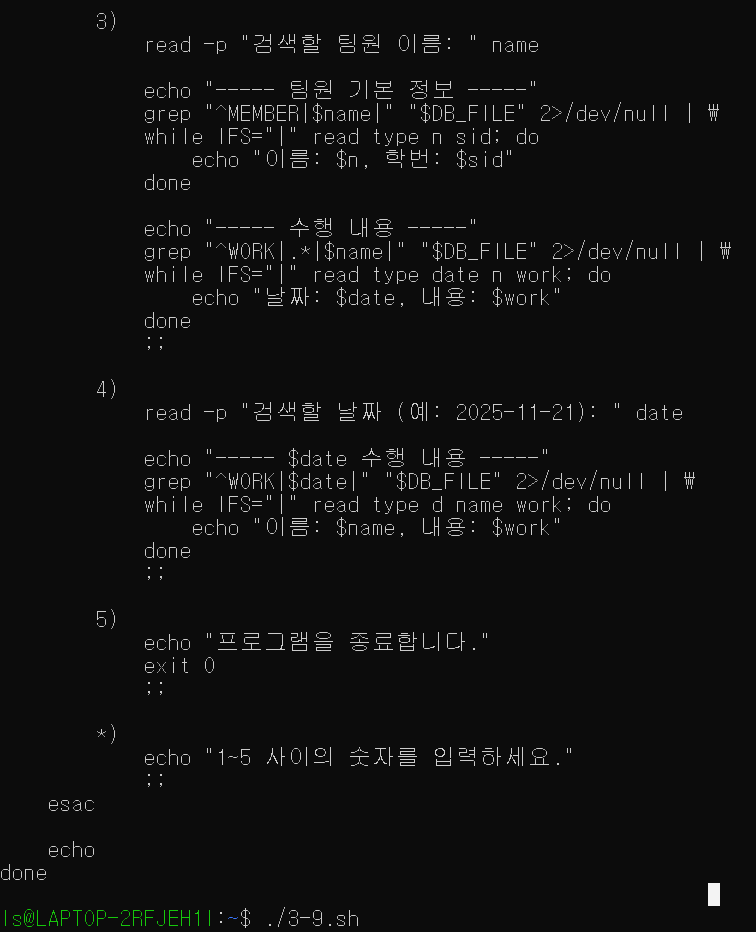 3)
read -p "검색할 팀원 이름: " name
echo "----- 팀원 기본 정보 -----"
grep "^MEMBER|$name|" "$DB_FILE" 2>/dev/null | ₩
while IFS="|" read type n sid; do
echo "이름: $n, 학번: $sid"
done
echo "----- 수행 내용 -----"
grep "^WORK|.*|$name|" "$DB_FILE" 2>/dev/null | ₩
while IFS="|" read type date n work; do
echo "날짜: $date, 내용: $work"
done
;;
4)
read -p "검색할 날짜 (예: 2025-11-21): " date
echo "----- $date 수행 내용 -----"
grep "^WORK|$date|" "$DB_FILE" 2>/dev/null | ₩
while IFS="|" read type d name work; do
echo "이름: $name, 내용: $work"
done
;;
5)
echo "프로그램을 종료합니다."
exit 0
;;
*)
echo "1~5 사이의 숫자를 입력하세요."
;;
esac
echo
done
ls@LAPTOP-2RFJEH1I:~$ ./3-9.sh